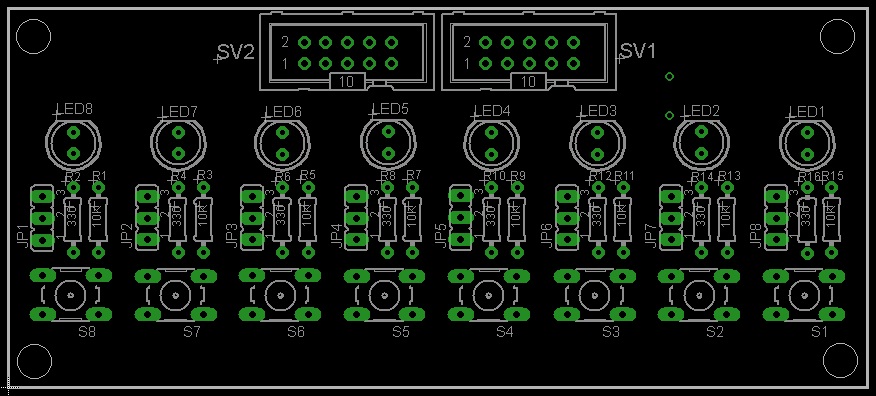 SV2 2 1 10 2 1 10 SV1
LED8 LED7 LED6 LED5 LED4 LED3 LED2 LED1
R2 R1 R4 R3 R6 R5 R8 R7 R10 R9 R12 R11 R14 R13 R16 R15
JP1 1 2 3 330 10k JP2 1 2 3 330 10k JP3 1 2 3 330 10k JP4 1 2 3 330 10k JP5 1 2 3 330 10k JP6 1 2 3 330 10k JP7 1 2 3 330 10k JP8 1 2 3 330 10k
S8 S7 S6 S5 S4 S3 S2 S1